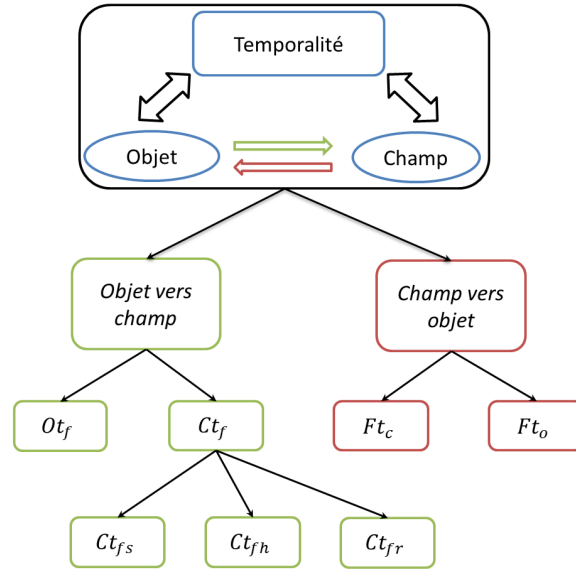 Temporalité
Objet
Champ
Objet vers
champ
Champ vers
objet
Ot_f
Ct_f
Ft_c
Ft_o
Ct_fs
Ct_fh
Ct_fr